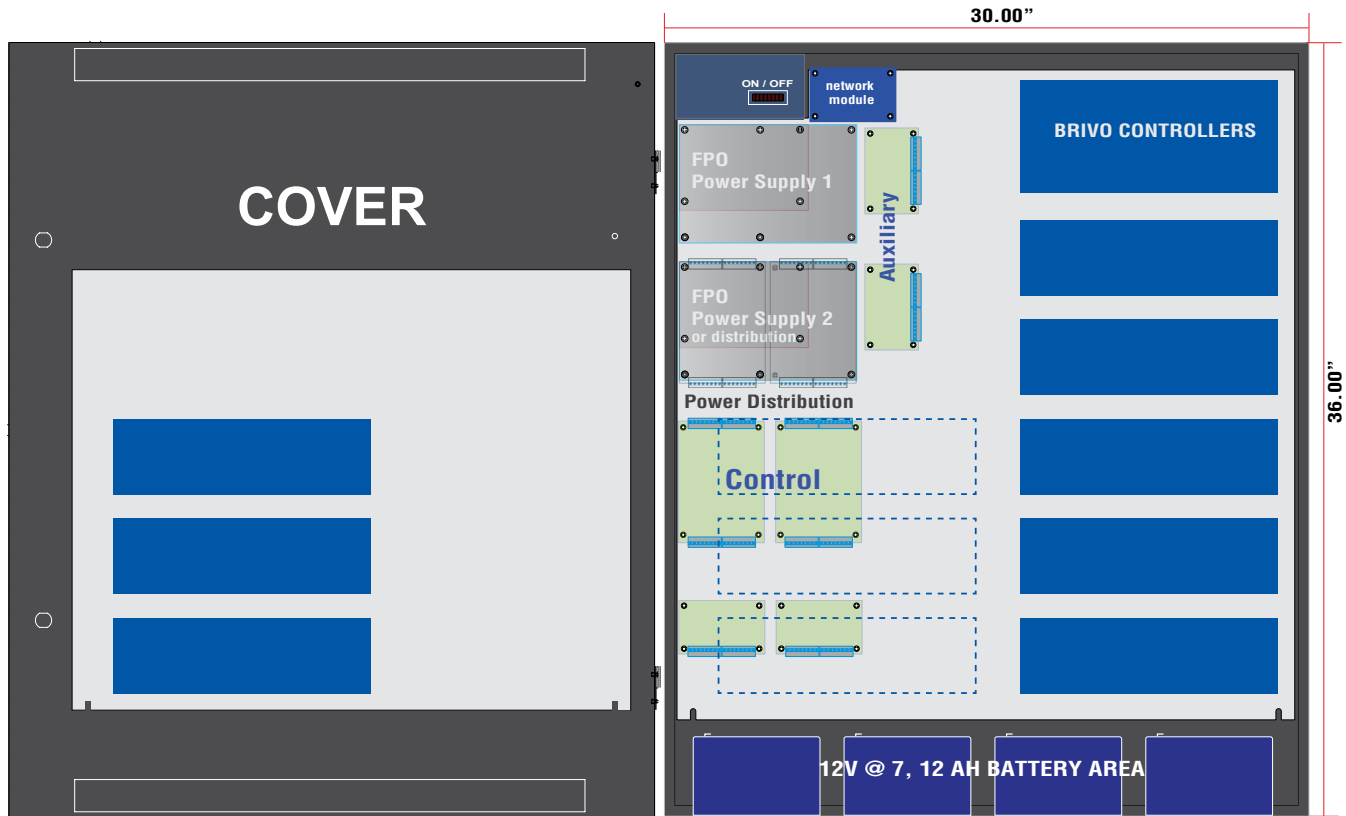 30.00”
ON / OFF
network
module
BRIVO CONTROLLERS
FPO
Power Supply 1
COVER
Auxiliary
FPO
Power Supply 2
or distribution
36.00”
Power Distribution
Control
12V @ 7, 12 AH BATTERY AREA